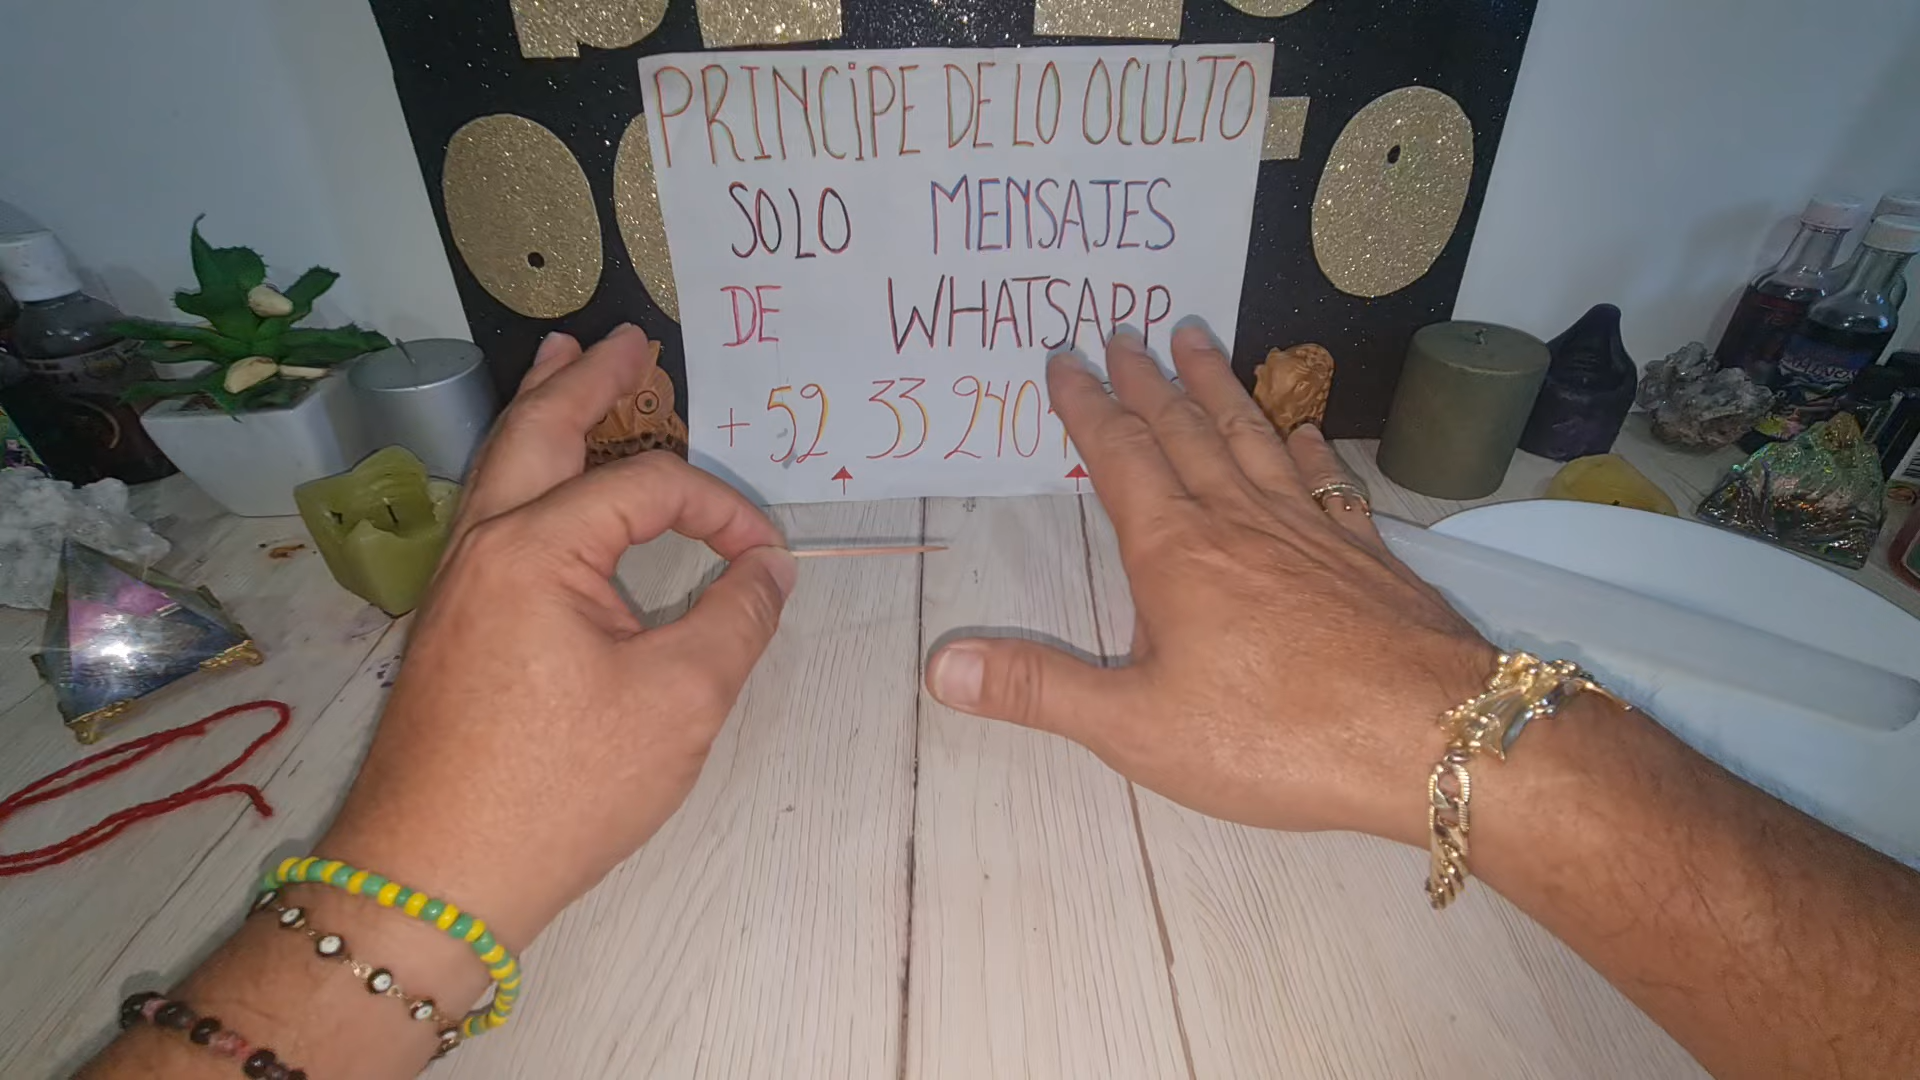 PRINCIPE DE LO OCULTO
SOLO MENSAJES
DE WHATSAPP
+52 33 240